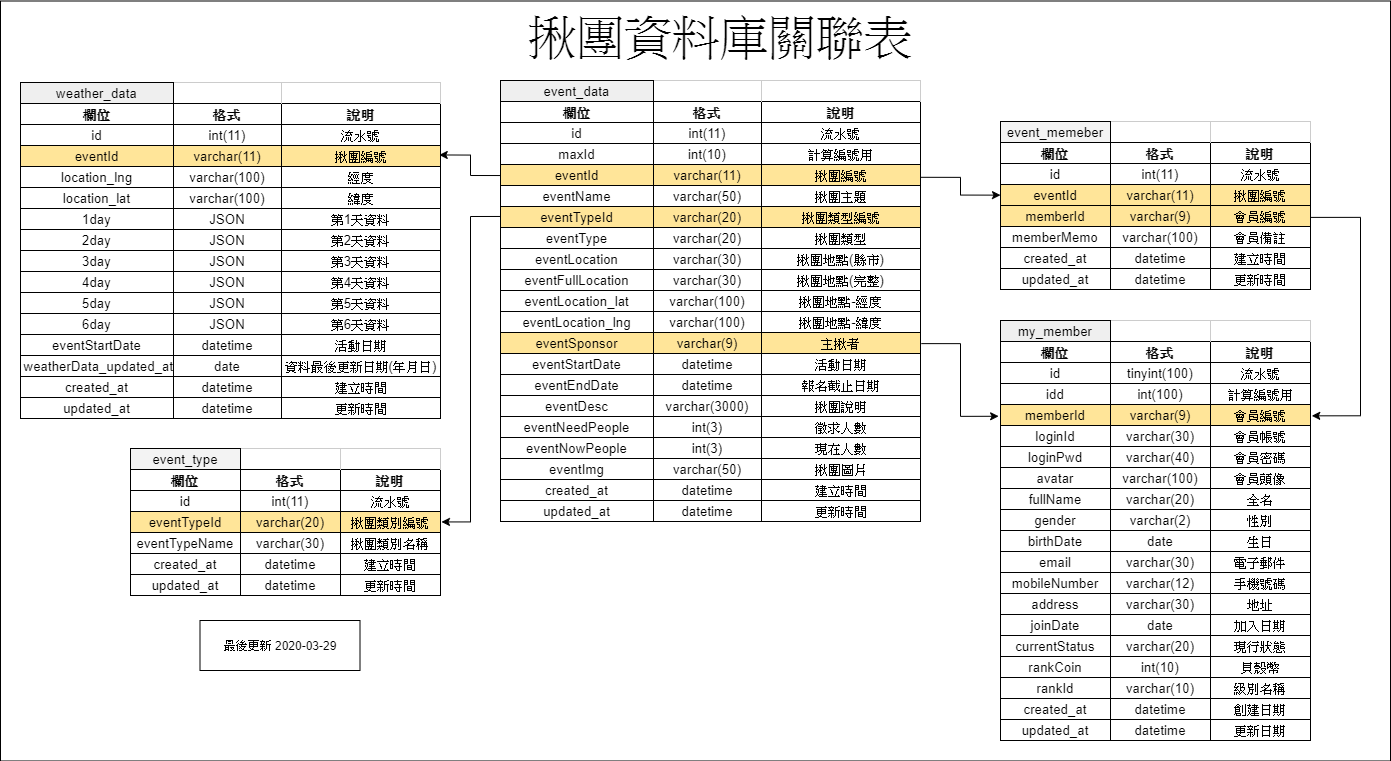 揪團資料庫關聯表
weather_data
欄位 格式 說明
id int(11) 流水號
eventId varchar(11) 揪團編號
location_lng varchar(100) 經度
location_lat varchar(100) 緯度
1day JSON 第1天資料
2day JSON 第2天資料
3day JSON 第3天資料
4day JSON 第4天資料
5day JSON 第5天資料
6day JSON 第6天資料
eventStartDate datetime 活動日期
weatherData_updated_at date 資料最後更新日期(年月日)
created_at datetime 建立時間
updated_at datetime 更新時間
event_type
欄位 格式 說明
id int(11) 流水號
eventTypeId varchar(20) 揪團類別編號
eventTypeName varchar(30) 揪團類別名稱
created_at datetime 建立時間
updated_at datetime 更新時間
最後更新 2020-03-29
event_data
欄位 格式 說明
id int(11) 流水號
maxId int(10) 計算編號用
eventId varchar(11) 揪團編號
eventName varchar(50) 揪團主題
eventTypeId varchar(20) 揪團類型編號
eventType varchar(20) 揪團類型
eventLocation varchar(30) 揪團地點(縣市)
eventFullLocation varchar(30) 揪團地點(完整)
eventLocation_lat varchar(100) 揪團地點-經度
eventLocation_lng varchar(100) 揪團地點-緯度
eventSponsor varchar(9) 主揪者
eventStartDate datetime 活動日期
eventEndDate datetime 報名截止日期
eventDesc varchar(3000) 揪團說明
eventNeedPeople int(3) 徵求人數
eventNowPeople int(3) 現在人數
eventImg varchar(50) 揪團圖片
created_at datetime 建立時間
updated_at datetime 更新時間
event_memeber
欄位 格式 說明
id int(11) 流水號
eventId varchar(11) 揪團編號
memberId varchar(9) 會員編號
memberMemo varchar(100) 會員備註
created_at datetime 建立時間
updated_at datetime 更新時間
my_member
欄位 格式 說明
id tinyint(100) 流水號
idd int(100) 計算編號用
memberId varchar(9) 會員編號
loginId varchar(30) 會員帳號
loginPwd varchar(40) 會員密碼
avatar varchar(100) 會員頭像
fullName varchar(20) 全名
gender varchar(2) 性別
birthDate date 生日
email varchar(30) 電子郵件
mobileNumber varchar(12) 手機號碼
address varchar(30) 地址
joinDate date 加入日期
currentStatus varchar(20) 現行狀態
rankCoin int(10) 貝殼幣
rankId varchar(10) 級別名稱
created_at datetime 創建日期
updated_at datetime 更新日期